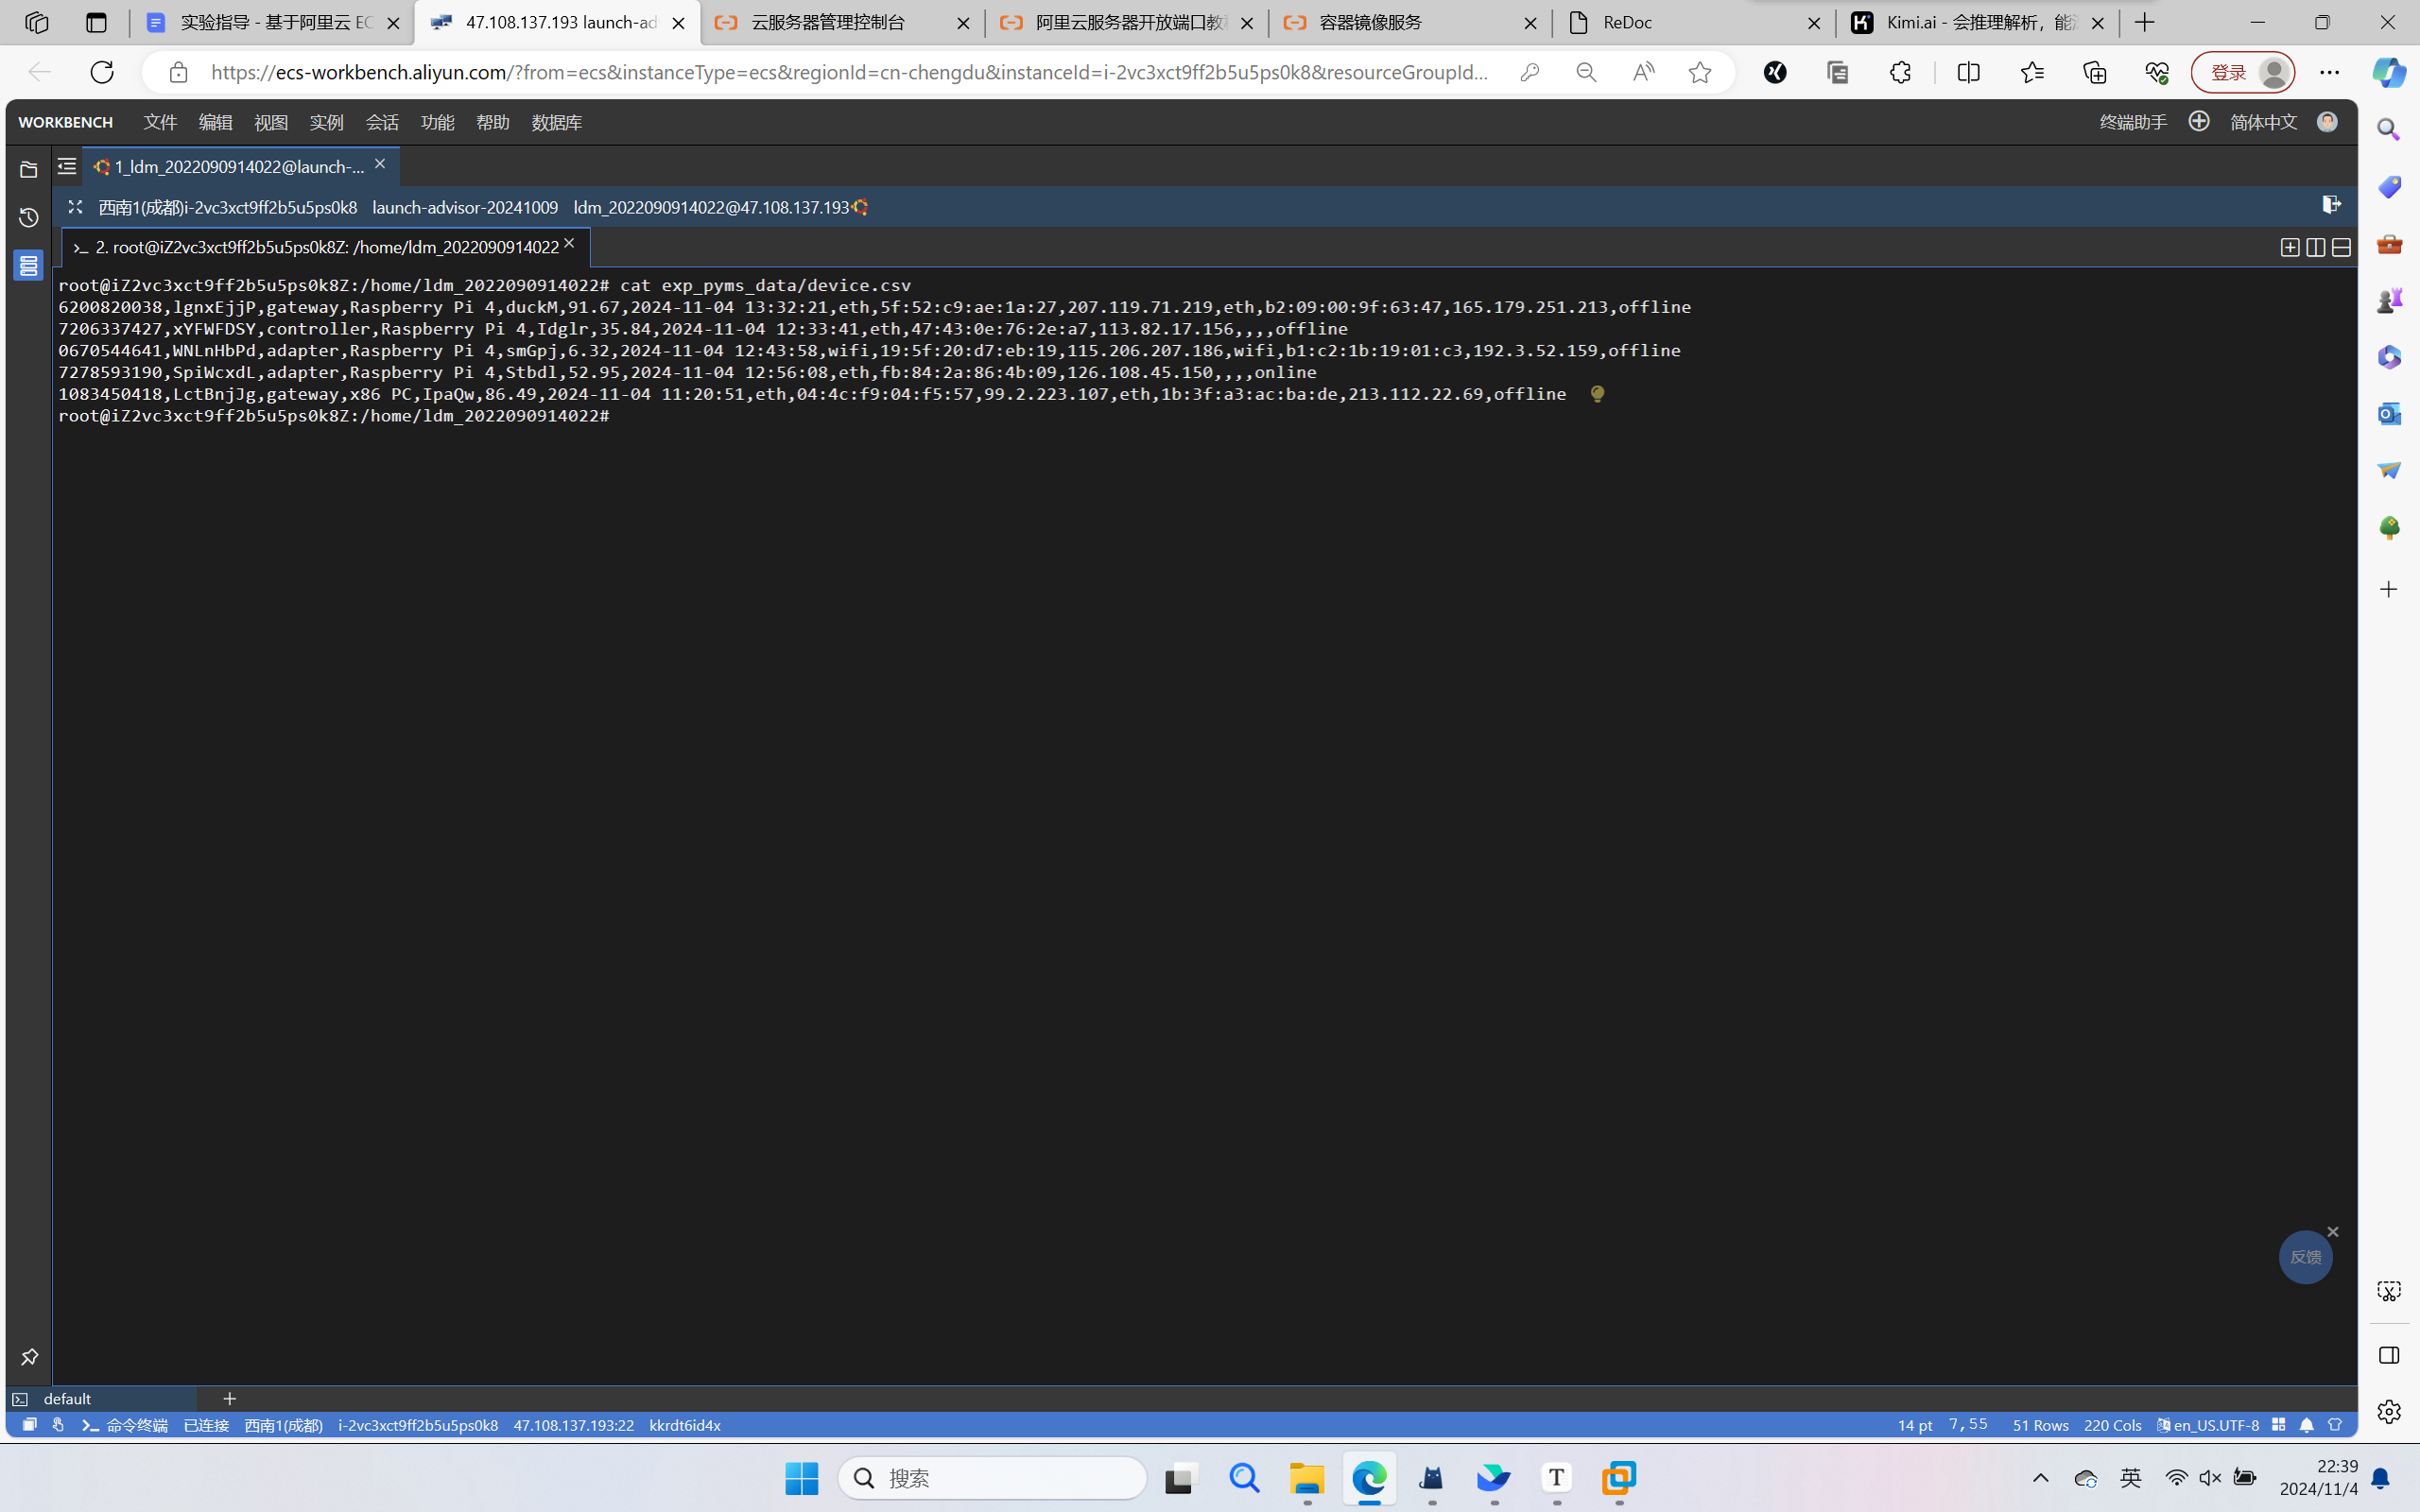 实验指导 - 基于阿里云 EC
47.108.137.193 launch-ad
云服务器管理控制台
阿里云服务器开放端口教
容器镜像服务
ReDoc
Kimi.ai - 会推理解析，能
https://ecs-workbench.aliyun.com/?from=ecs&instanceType=ecs&regionId=cn-chengdu&instanceId=i-2vc3xct9ff2b5u5ps0k8&resourceGroupId...
登录
WORKBENCH 文件 编辑 视图 实例 会话 功能 帮助 数据库 终端助手 简体中文
1_ldm_2022090914022@launch-...
西南1(成都)i-2vc3xct9ff2b5u5ps0k8 launch-advisor-20241009 ldm_2022090914022@47.108.137.193
2. root@iZ2vc3xct9ff2b5u5ps0k8Z: /home/ldm_2022090914022
root@iZ2vc3xct9ff2b5u5ps0k8Z:/home/ldm_2022090914022# cat exp_pyms_data/device.csv
6200820038,lgnxEjjP,gateway,Raspberry Pi 4,duckM,91.67,2024-11-04 13:32:21,eth,5f:52:c9:ae:1a:27,207.119.71.219,eth,b2:09:00:9f:63:47,165.179.251.213,offline
7206337427,xYFWFDSY,controller,Raspberry Pi 4,Idglr,35.84,2024-11-04 12:33:41,eth,47:43:0e:76:2e:a7,113.82.17.156,,,,offline
0670544641,WNLnHbPd,adapter,Raspberry Pi 4,smGpj,6.32,2024-11-04 12:43:58,wifi,19:5f:20:d7:eb:19,115.206.207.186,wifi,b1:c2:1b:19:01:c3,192.3.52.159,offline
7278593190,SpiWcxdL,adapter,Raspberry Pi 4,Stbdl,52.95,2024-11-04 12:56:08,eth,fb:84:2a:86:4b:09,126.108.45.150,,,,online
1083450418,LctBnjJg,gateway,x86 PC,IpaQw,86.49,2024-11-04 11:20:51,eth,04:4c:f9:04:f5:57,99.2.223.107,eth,1b:3f:a3:ac:ba:de,213.112.22.69,offline
root@iZ2vc3xct9ff2b5u5ps0k8Z:/home/ldm_2022090914022#
反馈
default
命令终端 已连接 西南1(成都) i-2vc3xct9ff2b5u5ps0k8 47.108.137.193:22 kkrdt6id4x 14 pt 7,55 51 Rows 220 Cols en_US.UTF-8
搜索
英
22:39
2024/11/4